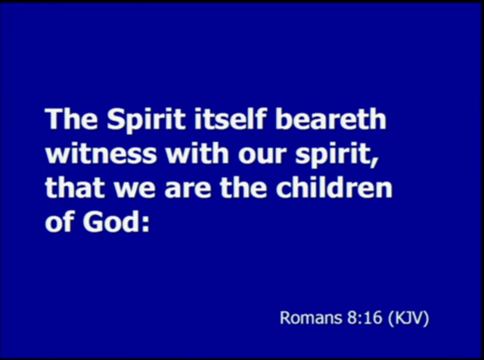 The Spirit itself beareth
witness with our spirit,
that we are the children
of God:
Romans 8:16 (KJV)